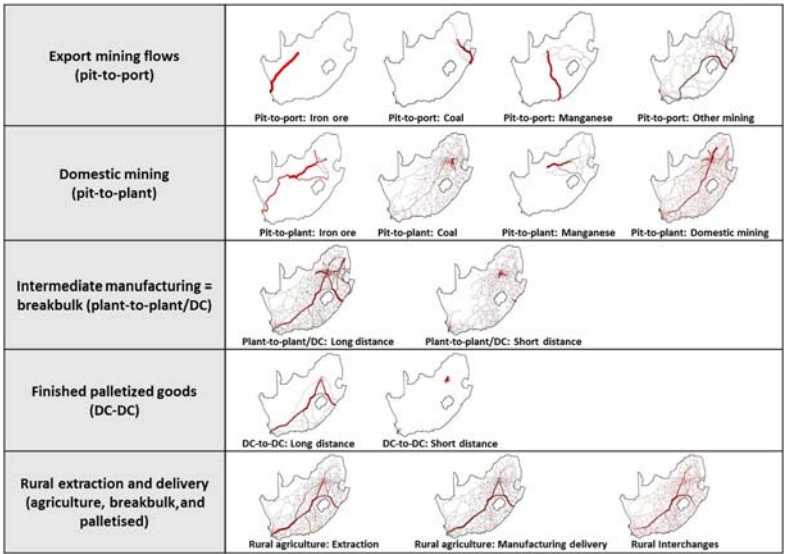 Export mining flows
(pit-to-port)
Pit-to-port: Iron ore
Pit-to-port: Coal
Pit-to-port: Manganese
Pit-to-port: Other mining
Domestic mining
(pit-to-plant)
Pit-to-plant: Iron ore
Pit-to-plant: Coal
Pit-to-plant: Manganese
Pit-to-plant: Domestic mining
Intermediate manufacturing =
breakbulk (plant-to-plant/DC)
Plant-to-plant/DC: Long distance
Plant-to-plant/DC: Short distance
Finished palletized goods
(DC-DC)
DC-to-DC: Long distance
DC-to-DC: Short distance
Rural extraction and delivery
(agriculture, breakbulk,and
palletised)
Rural agriculture: Extraction
Rural agriculture: Manufacturing delivery
Rural Interchanges